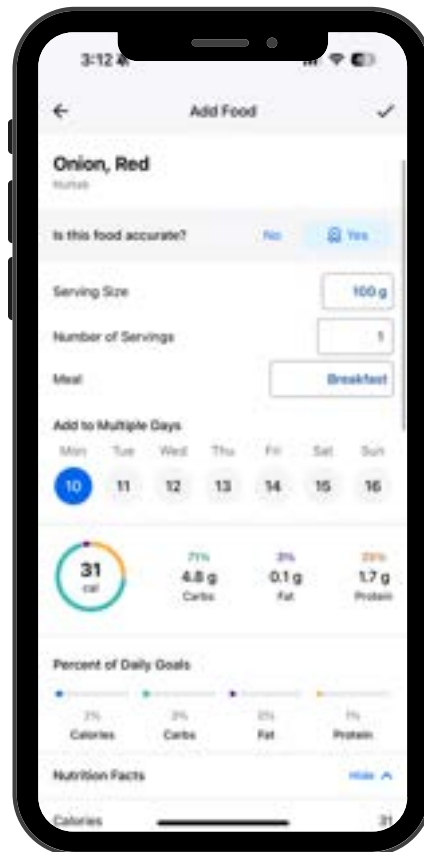 3:12
Add Food
Onion, Red
Is this food accurate? No Yes
Serving Size 100 g
Number of Servings 1
Meal Breakfast
Add to Multiple Days
Mon Tue Wed Thu Fri Sat Sun
10 11 12 13 14 15 16
71% 3%
31 4.8 g 0.1 g 1.7 g
cal Carbs Fat Protein
Percent of Daily Goals
2% 0% 1%
Calories Carbs Fat Protein
Nutrition Facts Hide
Calories 31